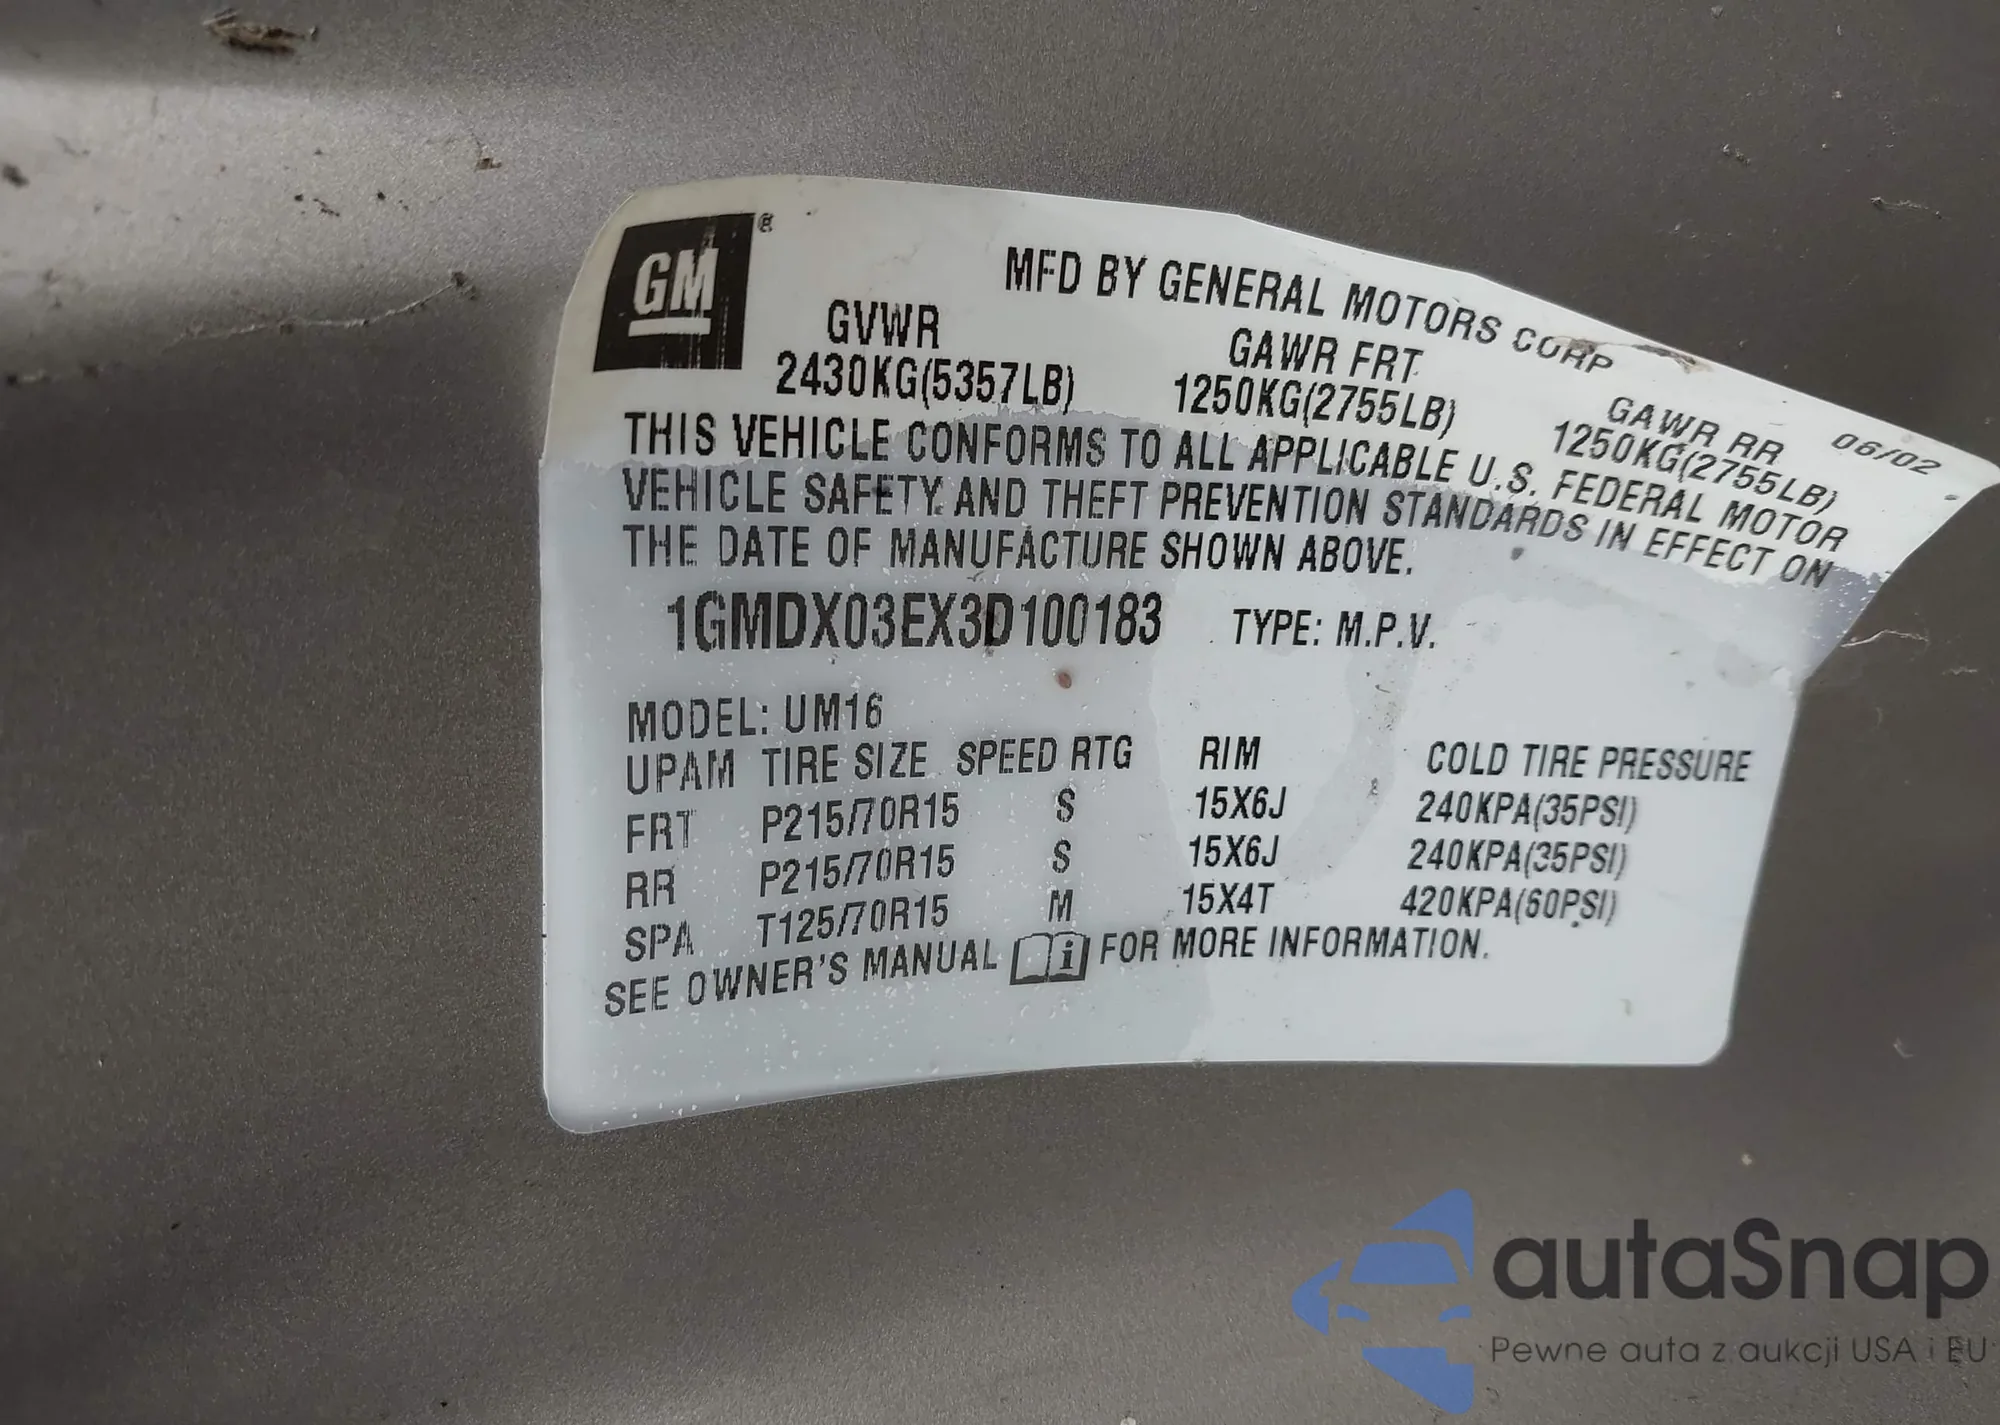 GM ®
MFD BY GENERAL MOTORS CORP
GVWR GAWR FRT GAWR RR 06/02
2430KG(5357LB) 1250KG(2755LB) 1250KG(2755LB)
THIS VEHICLE CONFORMS TO ALL APPLICABLE U.S. FEDERAL MOTOR
VEHICLE SAFETY AND THEFT PREVENTION STANDARDS IN EFFECT ON
THE DATE OF MANUFACTURE SHOWN ABOVE.
1GMDX03EX3D100183 TYPE: M.P.V.
MODEL: UM16
UPAM TIRE SIZE SPEED RTG RIM COLD TIRE PRESSURE
FRT P215/70R15 S 15X6J 240KPA(35PSI)
RR P215/70R15 S 15X6J 240KPA(35PSI)
SPA T125/70R15 M 15X4T 420KPA(60PSI)
SEE OWNER'S MANUAL i FOR MORE INFORMATION.
autaSnap
Pewne auta z aukcji USA i EU